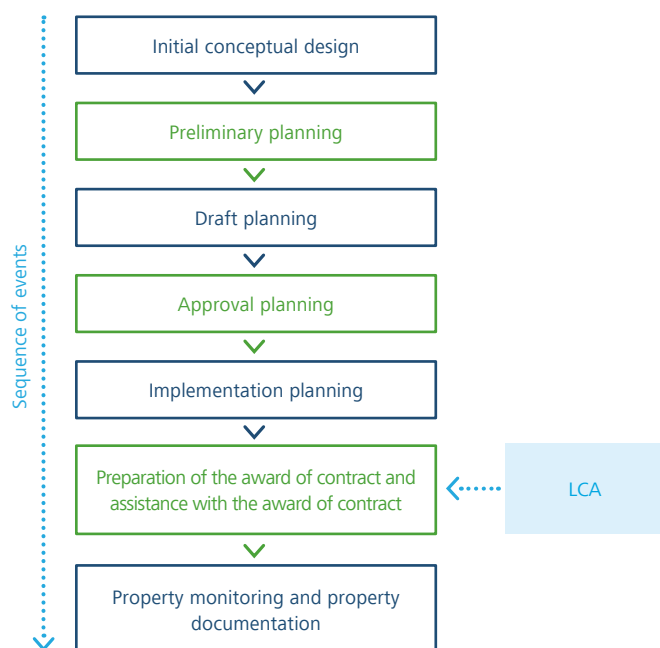 Initial conceptual design
Preliminary planning
Draft planning
Approval planning
Implementation planning
Preparation of the award of contract and
assistance with the award of contract
Property monitoring and property
documentation
Sequence of events
LCA